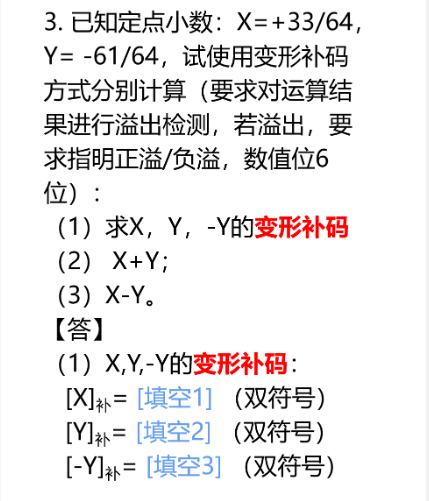 3. 已知定点小数：X=+33/64，
Y= -61/64，试使用变形补码
方式分别计算（要求对运算结
果进行溢出检测，若溢出，要
求指明正溢/负溢，数值位6
位）：
（1）求X，Y，-Y的变形补码
（2） X+Y；
（3）X-Y。
【答】
（1）X,Y,-Y的变形补码：
[X]补= [填空1] （双符号）
[Y]补= [填空2] （双符号）
[-Y]补= [填空3] （双符号）